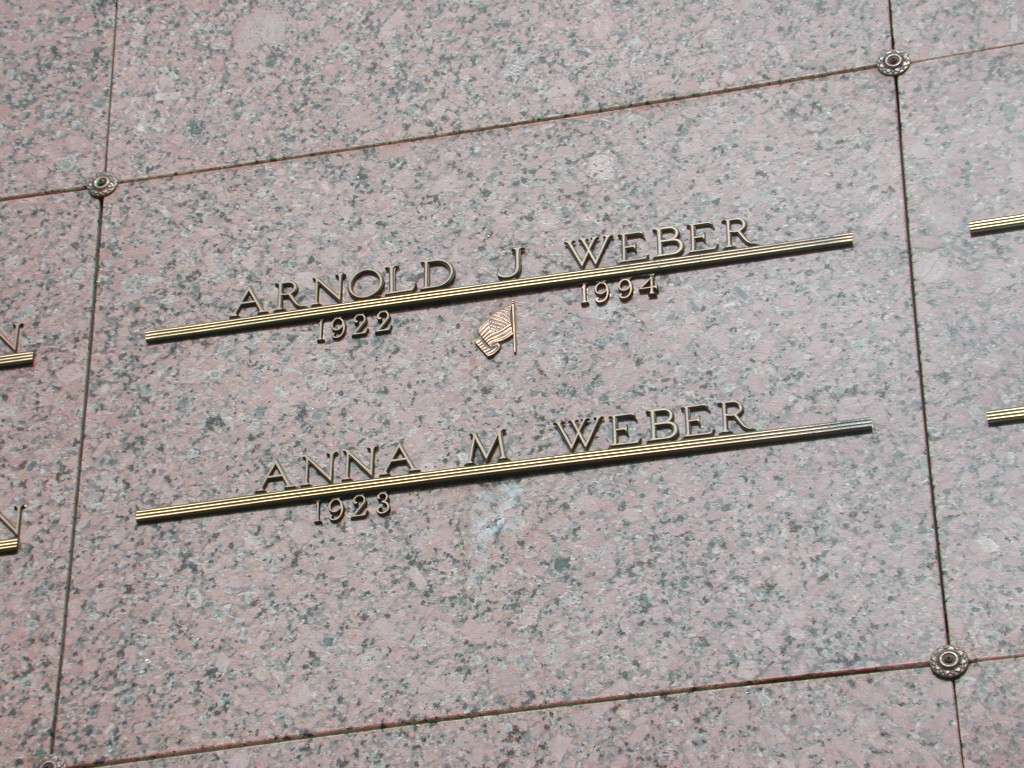 ARNOLD J WEBER
1922 1994
ANNA M WEBER
1923
N
N